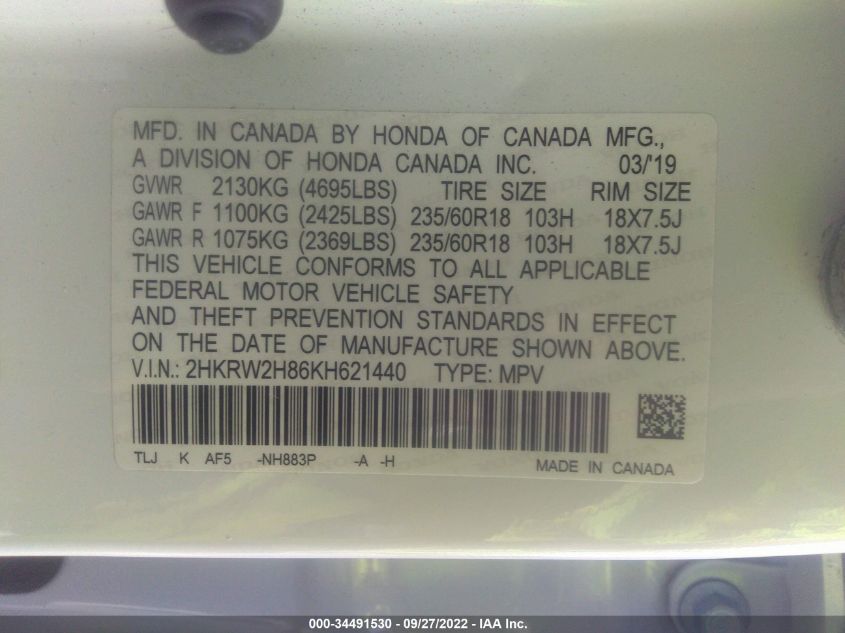 MFD. IN CANADA BY HONDA OF CANADA MFG.,
A DIVISION OF HONDA CANADA INC. 03/'19
GVWR 2130KG (4695LBS) TIRE SIZE RIM SIZE
GAWR F 1100KG (2425LBS) 235/60R18 103H 18X7.5J
GAWR R 1075KG (2369LBS) 235/60R18 103H 18X7.5J
THIS VEHICLE CONFORMS TO ALL APPLICABLE
FEDERAL MOTOR VEHICLE SAFETY
AND THEFT PREVENTION STANDARDS IN EFFECT
ON THE DATE OF MANUFACTURE SHOWN ABOVE.
V.I.N.: 2HKRW2H86KH621440 TYPE: MPV
TLJ K AF5 -NH883P -A -H MADE IN CANADA
000-34491530 - 09/27/2022 - IAA Inc.